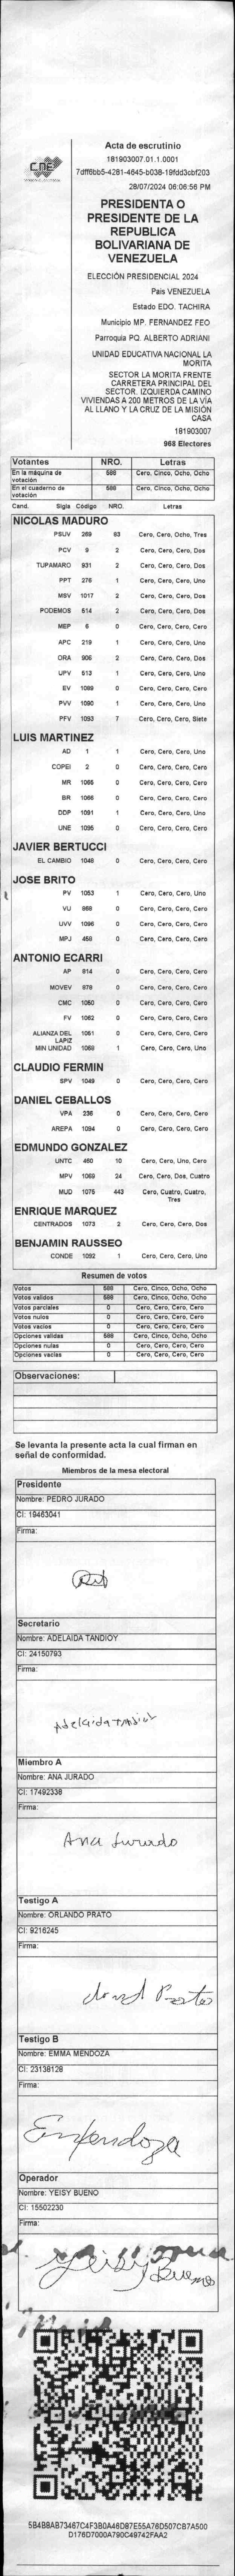 CNE
Acta de escrutinio
181903007.01.1.0001
7dff6bb5-4281-4645-b038-19fdd3cbf203
28/07/2024 06:06:56 PM
PRESIDENTA O
PRESIDENTE DE LA
REPUBLICA
BOLIVARIANA DE
VENEZUELA
ELECCIÓN PRESIDENCIAL 2024
Pais VENEZUELA
Estado EDO. TACHIRA
Municipio MP. FERNANDEZ FEO
Parroquia PQ. ALBERTO ADRIANI
UNIDAD EDUCATIVA NACIONAL LA
MORITA
SECTOR LA MORITA FRENTE
CARRETERA PRINCIPAL DEL
SECTOR. IZQUIERDA CAMINO
VIVIENDAS A 200 METROS DE LA VÍA
AL LLANO Y LA CRUZ DE LA MISIÓN
CASA
181903007
968 Electores
Votantes NRO. Letras
En la máquina de votación 588 Cero, Cinco, Ocho, Ocho
En el cuaderno de votación 588 Cero, Cinco, Ocho, Ocho
Cand. Sigla Código NRO. Letras
NICOLAS MADURO
PSUV 269 83 Cero, Cero, Ocho, Tres
PCV 9 2 Cero, Cero, Cero, Dos
TUPAMARO 931 2 Cero, Cero, Cero, Dos
PPT 276 1 Cero, Cero, Cero, Uno
MSV 1017 2 Cero, Cero, Cero, Dos
PODEMOS 514 2 Cero, Cero, Cero, Dos
MEP 6 0 Cero, Cero, Cero, Cero
APC 219 1 Cero, Cero, Cero, Uno
ORA 906 2 Cero, Cero, Cero, Dos
UPV 513 1 Cero, Cero, Cero, Uno
EV 1089 0 Cero, Cero, Cero, Cero
PVV 1090 1 Cero, Cero, Cero, Uno
PFV 1093 7 Cero, Cero, Cero, Siete
LUIS MARTINEZ
AD 1 1 Cero, Cero, Cero, Uno
COPEI 2 0 Cero, Cero, Cero, Cero
MR 1065 0 Cero, Cero, Cero, Cero
BR 1066 0 Cero, Cero, Cero, Cero
DDP 1091 1 Cero, Cero, Cero, Uno
UNE 1095 0 Cero, Cero, Cero, Cero
JAVIER BERTUCCI
EL CAMBIO 1048 0 Cero, Cero, Cero, Cero
JOSE BRITO
PV 1053 1 Cero, Cero, Cero, Uno
VU 868 0 Cero, Cero, Cero, Cero
UVV 1096 0 Cero, Cero, Cero, Cero
MPJ 458 0 Cero, Cero, Cero, Cero
ANTONIO ECARRI
AP 914 0 Cero, Cero, Cero, Cero
MOVEV 878 0 Cero, Cero, Cero, Cero
CMC 1050 0 Cero, Cero, Cero, Cero
FV 1062 0 Cero, Cero, Cero, Cero
ALIANZA DEL LAPIZ 1051 0 Cero, Cero, Cero, Cero
MIN UNIDAD 1068 1 Cero, Cero, Cero, Uno
CLAUDIO FERMIN
SPV 1049 0 Cero, Cero, Cero, Cero
DANIEL CEBALLOS
VPA 236 0 Cero, Cero, Cero, Cero
AREPA 1094 0 Cero, Cero, Cero, Cero
EDMUNDO GONZALEZ
UNTC 460 10 Cero, Cero, Uno, Cero
MPV 1069 24 Cero, Cero, Dos, Cuatro
MUD 1075 443 Cero, Cuatro, Cuatro, Tres
ENRIQUE MARQUEZ
CENTRADOS 1073 2 Cero, Cero, Cero, Dos
BENJAMIN RAUSSEO
CONDE 1092 1 Cero, Cero, Cero, Uno
Resumen de votos
Votos 588 Cero, Cinco, Ocho, Ocho
Votos validos 588 Cero, Cinco, Ocho, Ocho
Votos parciales 0 Cero, Cero, Cero, Cero
Votos nulos 0 Cero, Cero, Cero, Cero
Votos vacios 0 Cero, Cero, Cero, Cero
Opciones validas 588 Cero, Cinco, Ocho, Ocho
Opciones nulas 0 Cero, Cero, Cero, Cero
Opciones vacias 0 Cero, Cero, Cero, Cero
Observaciones:
Se levanta la presente acta la cual firman en
señal de conformidad.
Miembros de la mesa electoral
Presidente
Nombre: PEDRO JURADO
CI: 19463041
Firma:
Secretario
Nombre: ADELAIDA TANDIOY
CI: 24150793
Firma:
Adelaida tandioy
Miembro A
Nombre: ANA JURADO
CI: 17492338
Firma:
Ana Jurado
Testigo A
Nombre: ORLANDO PRATO
CI: 9216245
Firma:
Testigo B
Nombre: EMMA MENDOZA
CI: 23138128
Firma:
Emendoza
Operador
Nombre: YEISY BUENO
CI: 15502230
Firma:
Yeisy Bueno
5B4B8AB73467C4F3B0A46D87E55A76D507CB7A500
D176D7000A790C49742FAA2